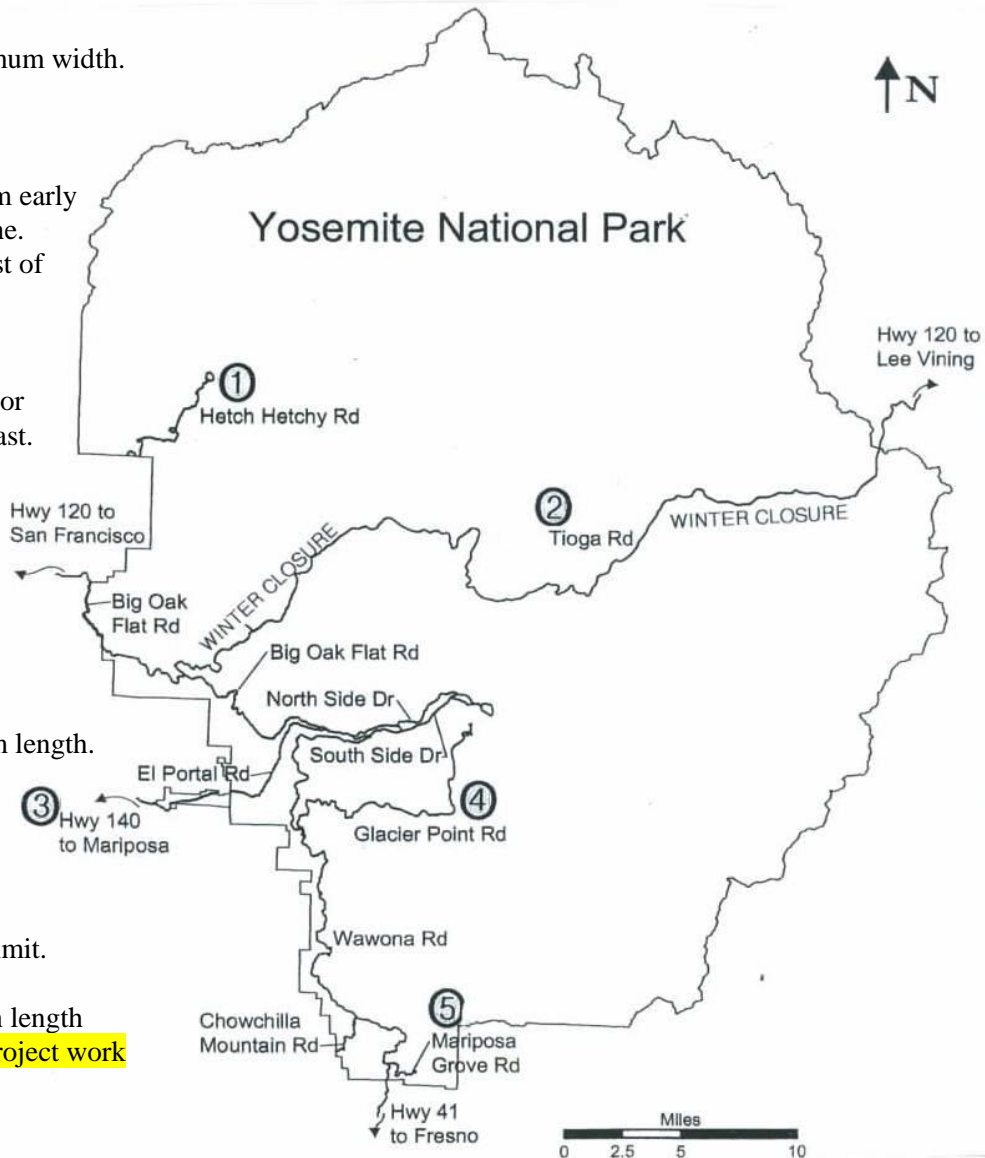 num width.
N
n early
ne.
st of
Yosemite National Park
Hwy 120 to
Lee Vining
1
Hetch Hetchy Rd
or
ast.
Hwy 120 to
San Francisco
2
Tioga Rd
WINTER CLOSURE
Big Oak
Flat Rd
WINTER CLOSURE
Big Oak Flat Rd
North Side Dr
South Side Dr
n length.
El Portal Rd
3
Hwy 140
to Mariposa
4
Glacier Point Rd
Wawona Rd
mit.
n length
roject work
Chowchilla
Mountain Rd
5
Mariposa
Grove Rd
Hwy 41
to Fresno
Miles
0 2.5 5 10